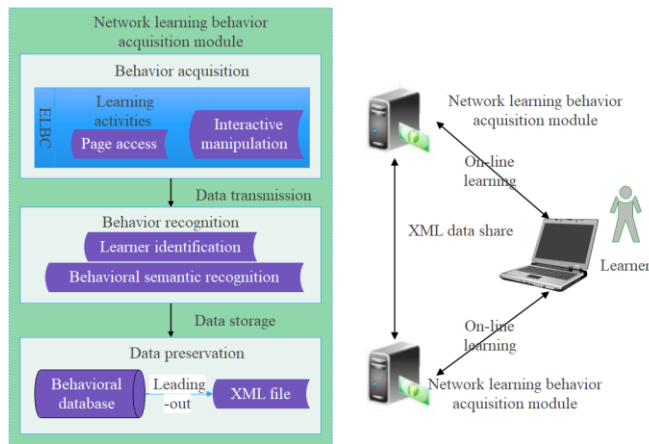 Network learning behavior
acquisition module
Behavior acquisition
ELBC
Learning
activities
Page access
Interactive
manipulation
Data transmission
Behavior recognition
Learner identification
Behavioral semantic recognition
Data storage
Data preservation
Behavioral
database
Leading
-out
XML file
Network learning behavior
acquisition module
On-line
learning
XML data share
Learner
On-line
learning
Network learning behavior
acquisition module